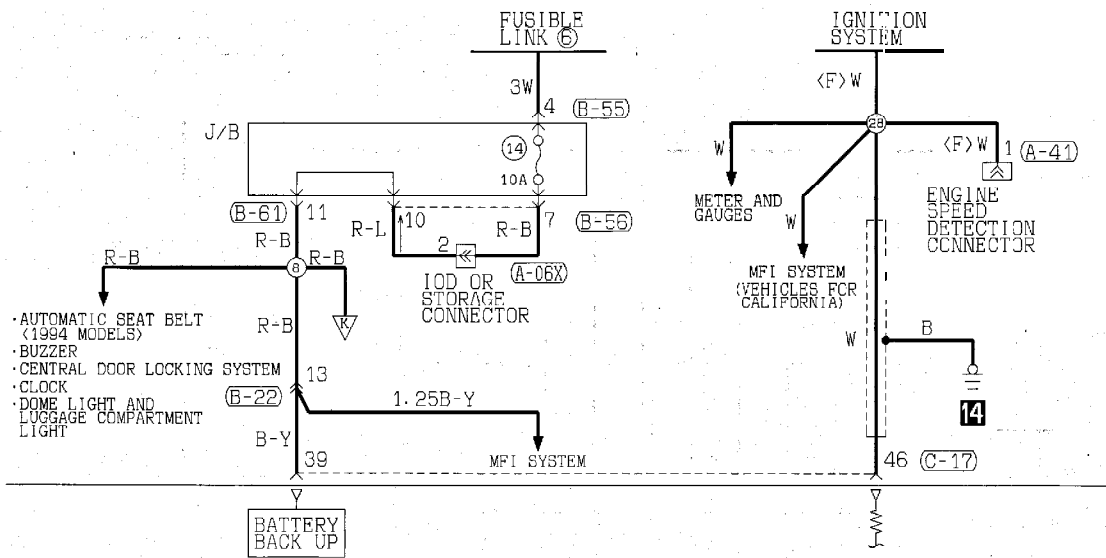 FUSIBLE
LINK ⑥
IGNITION
SYSTEM
3W
<F>W
4 (B-55)
J/B
14
10A
28
W
<F>W
1 (A-41)
METER AND
GAUGES
W
MFI SYSTEM
(VEHICLES FOR
CALIFORNIA)
ENGINE
SPEED
DETECTION
CONNECTOR
(B-61) 11
10
7 (B-56)
R-B
R-L
2
R-B
(A-06X)
IOD OR
STORAGE
CONNECTOR
R-B
8
R-B
K
·AUTOMATIC SEAT BELT
<1994 MODELS>
·BUZZER
·CENTRAL DOOR LOCKING SYSTEM
·CLOCK
·DOME LIGHT AND
LUGGAGE COMPARTMENT
LIGHT
R-B
W
B
14
13
(B-22)
1.25B-Y
B-Y
39
MFI SYSTEM
46 (C-17)
BATTERY
BACK UP